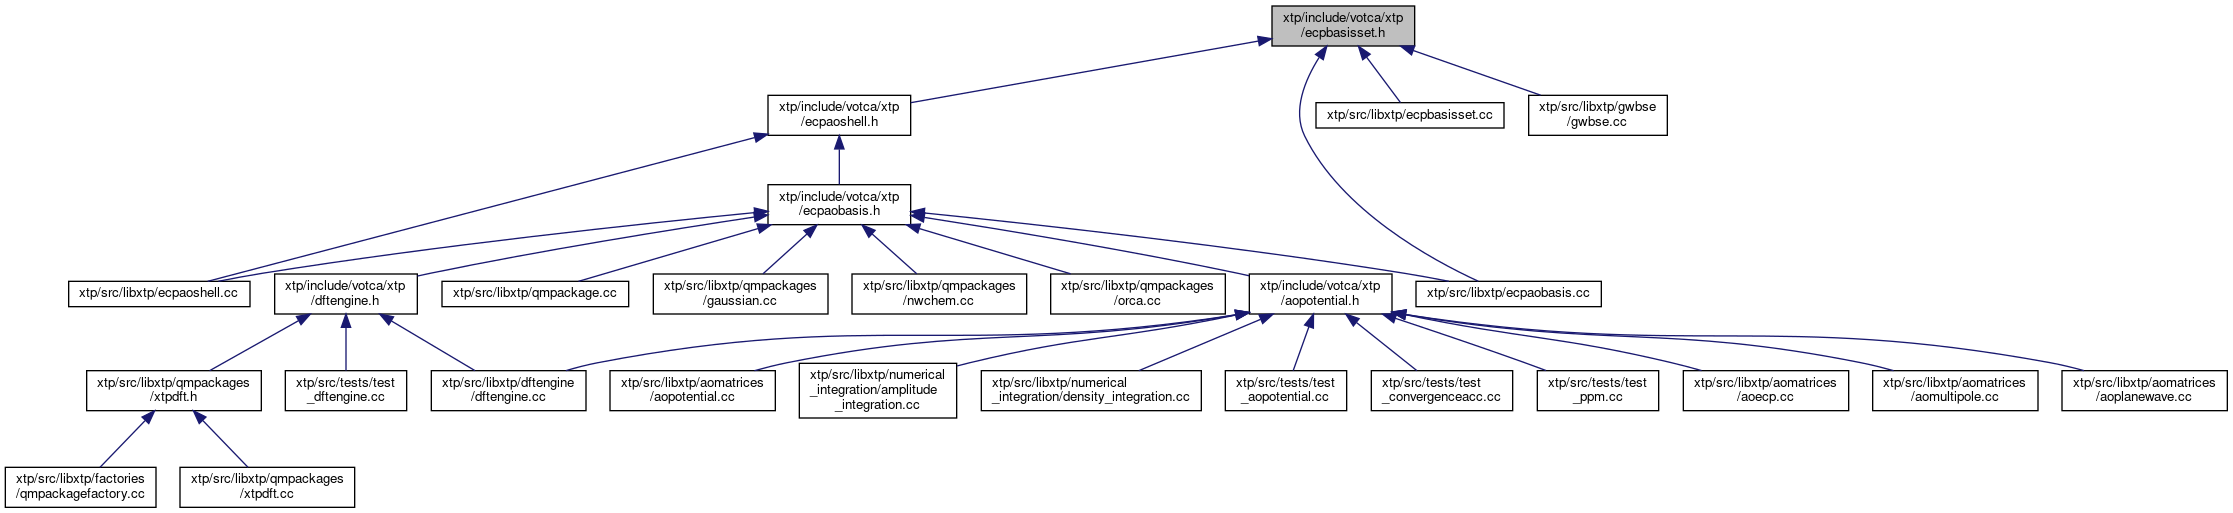 xtp/include/votca/xtp
/ecpbasisset.h
xtp/include/votca/xtp
/ecpaoshell.h
xtp/src/libxtp/ecpbasisset.cc
xtp/src/libxtp/gwbse
/gwbse.cc
xtp/include/votca/xtp
/ecpaobasis.h
xtp/src/libxtp/ecpaoshell.cc
xtp/include/votca/xtp
/dftengine.h
xtp/src/libxtp/qmpackage.cc
xtp/src/libxtp/qmpackages
/gaussian.cc
xtp/src/libxtp/qmpackages
/nwchem.cc
xtp/src/libxtp/qmpackages
/orca.cc
xtp/include/votca/xtp
/aopotential.h
xtp/src/libxtp/ecpaobasis.cc
xtp/src/libxtp/qmpackages
/xtpdft.h
xtp/src/tests/test
_dftengine.cc
xtp/src/libxtp/dftengine
/dftengine.cc
xtp/src/libxtp/aomatrices
/aopotential.cc
xtp/src/libxtp/numerical
_integration/amplitude
_integration.cc
xtp/src/libxtp/numerical
_integration/density_integration.cc
xtp/src/tests/test
_aopotential.cc
xtp/src/tests/test
_convergenceacc.cc
xtp/src/tests/test
_ppm.cc
xtp/src/libxtp/aomatrices
/aoecp.cc
xtp/src/libxtp/aomatrices
/aomultipole.cc
xtp/src/libxtp/aomatrices
/aoplanewave.cc
xtp/src/libxtp/factories
/qmpackagefactory.cc
xtp/src/libxtp/qmpackages
/xtpdft.cc